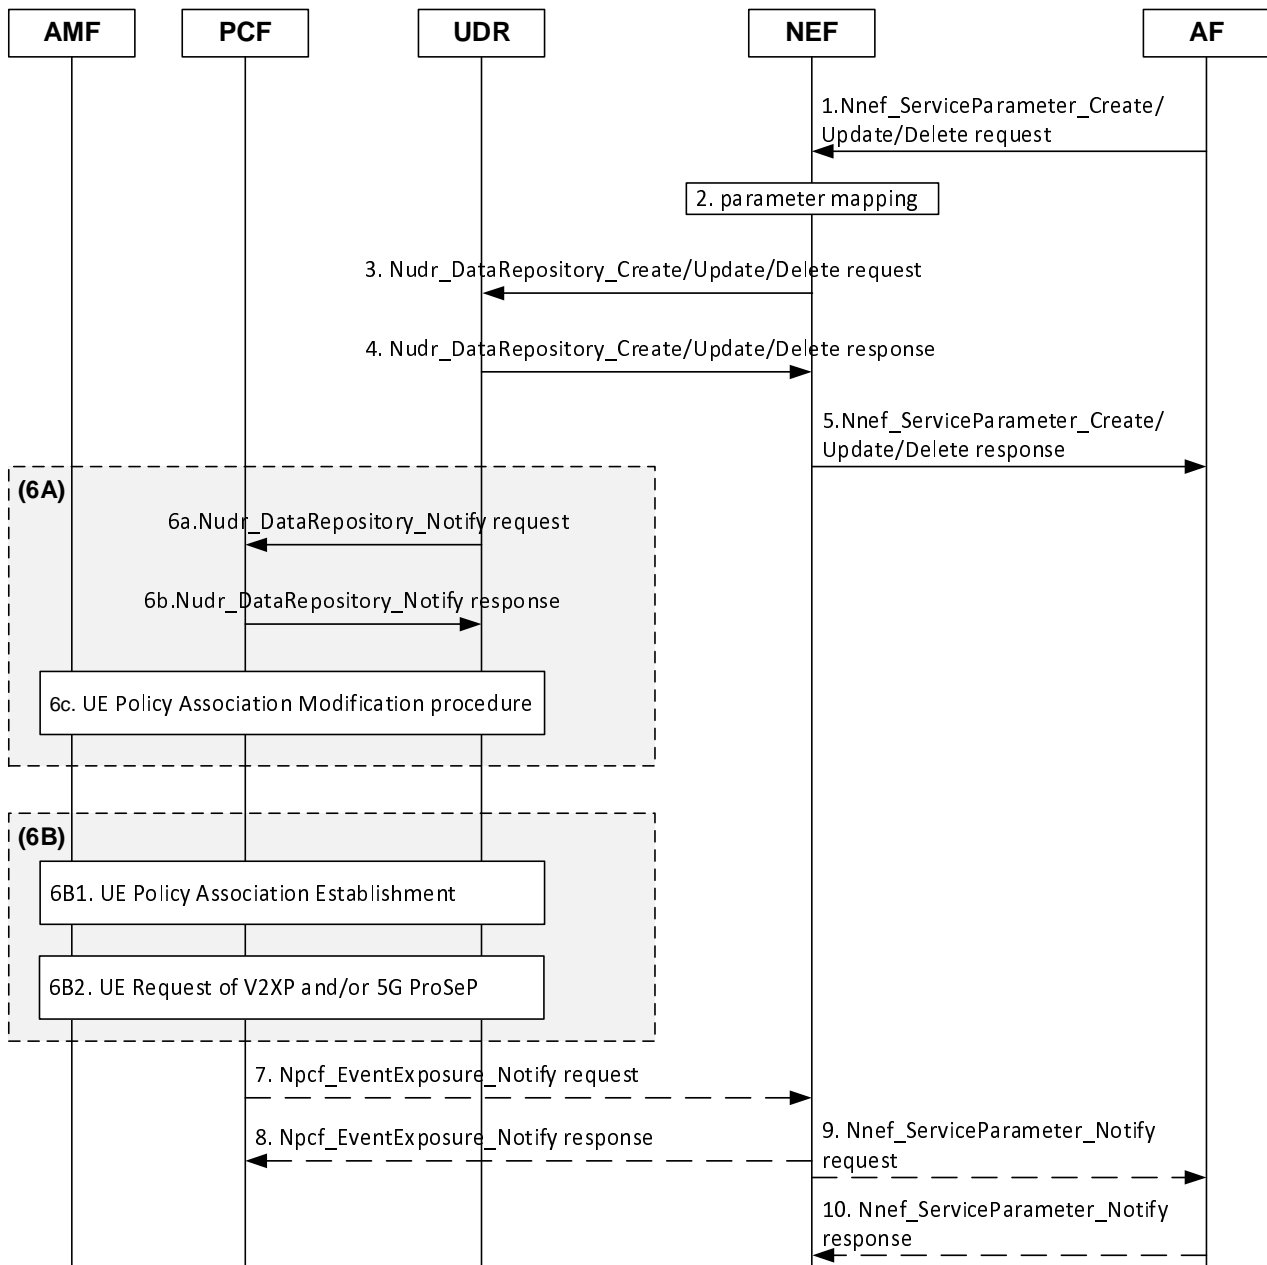 AMF
PCF
UDR
NEF
AF
1.Nnef_ServiceParameter_Create/
Update/Delete request
2. parameter mapping
3. Nudr_DataRepository_Create/Update/Delete request
4. Nudr_DataRepository_Create/Update/Delete response
5.Nnef_ServiceParameter_Create/
Update/Delete response
(6A)
6a.Nudr_DataRepository_Notify request
6b.Nudr_DataRepository_Notify response
6c. UE Policy Association Modification procedure
(6B)
6B1. UE Policy Association Establishment
6B2. UE Request of V2XP and/or 5G ProSeP
7. Npcf_EventExposure_Notify request
8. Npcf_EventExposure_Notify response
9. Nnef_ServiceParameter_Notify
request
10. Nnef_ServiceParameter_Notify
response